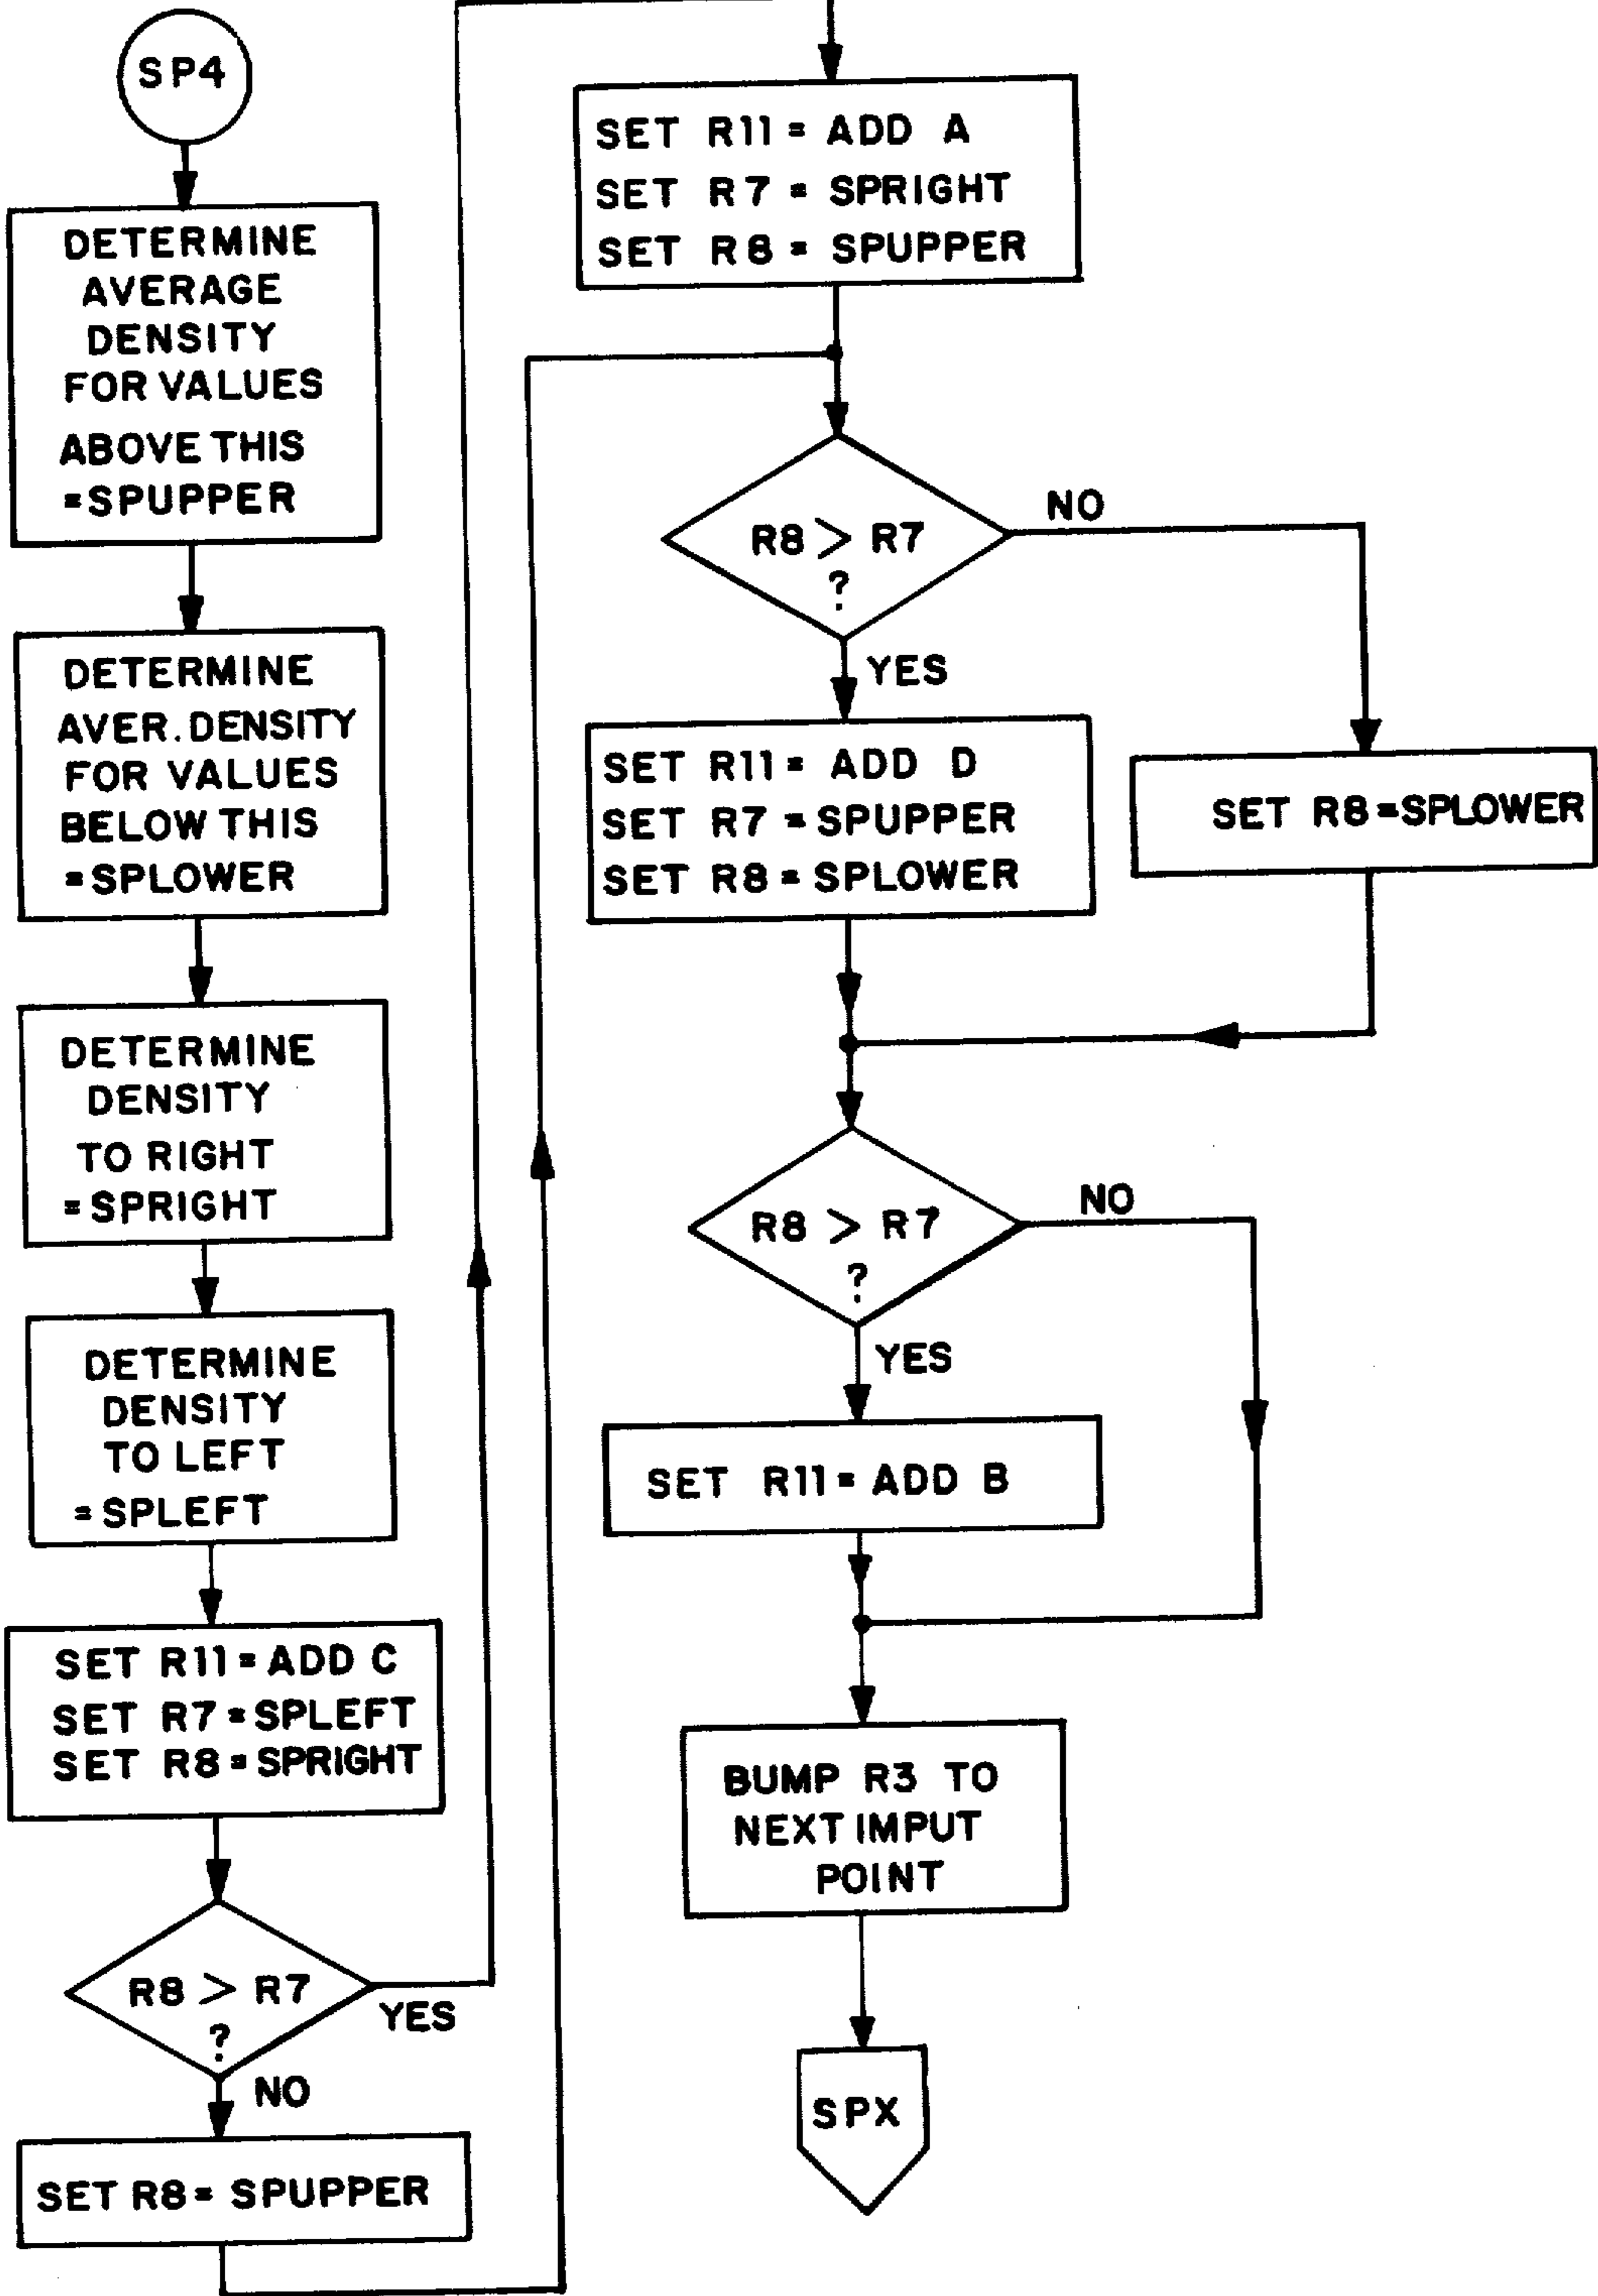 SP4
DETERMINE
AVERAGE
DENSITY
FOR VALUES
ABOVE THIS
=SPUPPER
DETERMINE
AVER. DENSITY
FOR VALUES
BELOW THIS
=SPLOWER
DETERMINE
DENSITY
TO RIGHT
=SPRIGHT
DETERMINE
DENSITY
TO LEFT
=SPLEFT
SET R11=ADD C
SET R7=SPLEFT
SET R8=SPRIGHT
R8 > R7
?
YES
NO
SET R8= SPUPPER
SET R11= ADD A
SET R7 = SPRIGHT
SET R8 = SPUPPER
R8 > R7
?
NO
YES
SET R11= ADD D
SET R7 =SPUPPER
SET R8= SPLOWER
SET R8=SPLOWER
R8 > R7
?
NO
YES
SET R11= ADD B
BUMP R3 TO
NEXT IMPUT
POINT
SPX